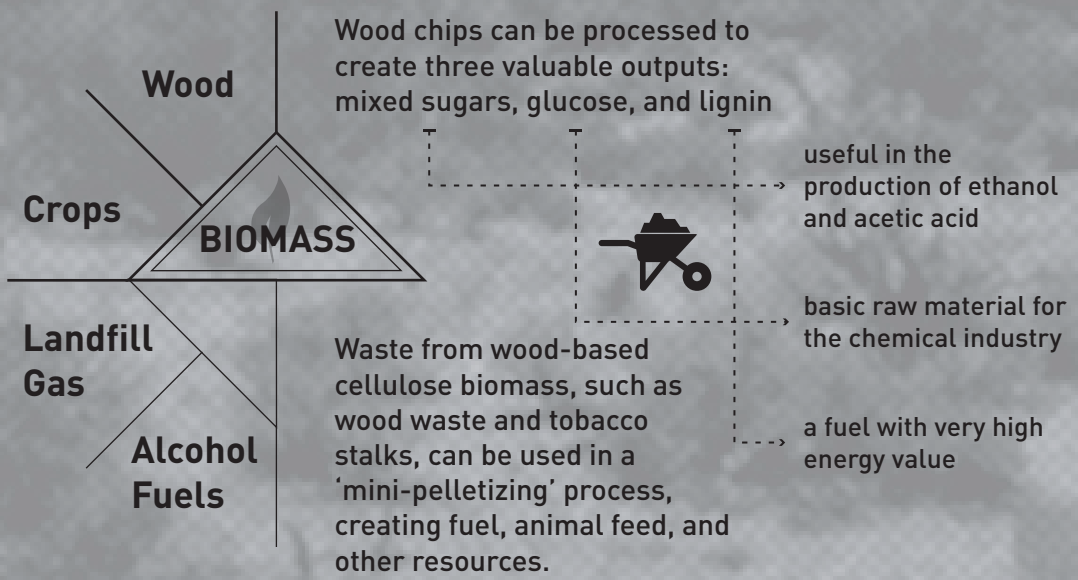 Wood
Crops
BIOMASS
Landfill
Gas
Alcohol
Fuels
Wood chips can be processed to
create three valuable outputs:
mixed sugars, glucose, and lignin
useful in the
production of ethanol
and acetic acid
basic raw material for
the chemical industry
a fuel with very high
energy value
Waste from wood-based
cellulose biomass, such as
wood waste and tobacco
stalks, can be used in a
‘mini-pelletizing’ process,
creating fuel, animal feed, and
other resources.